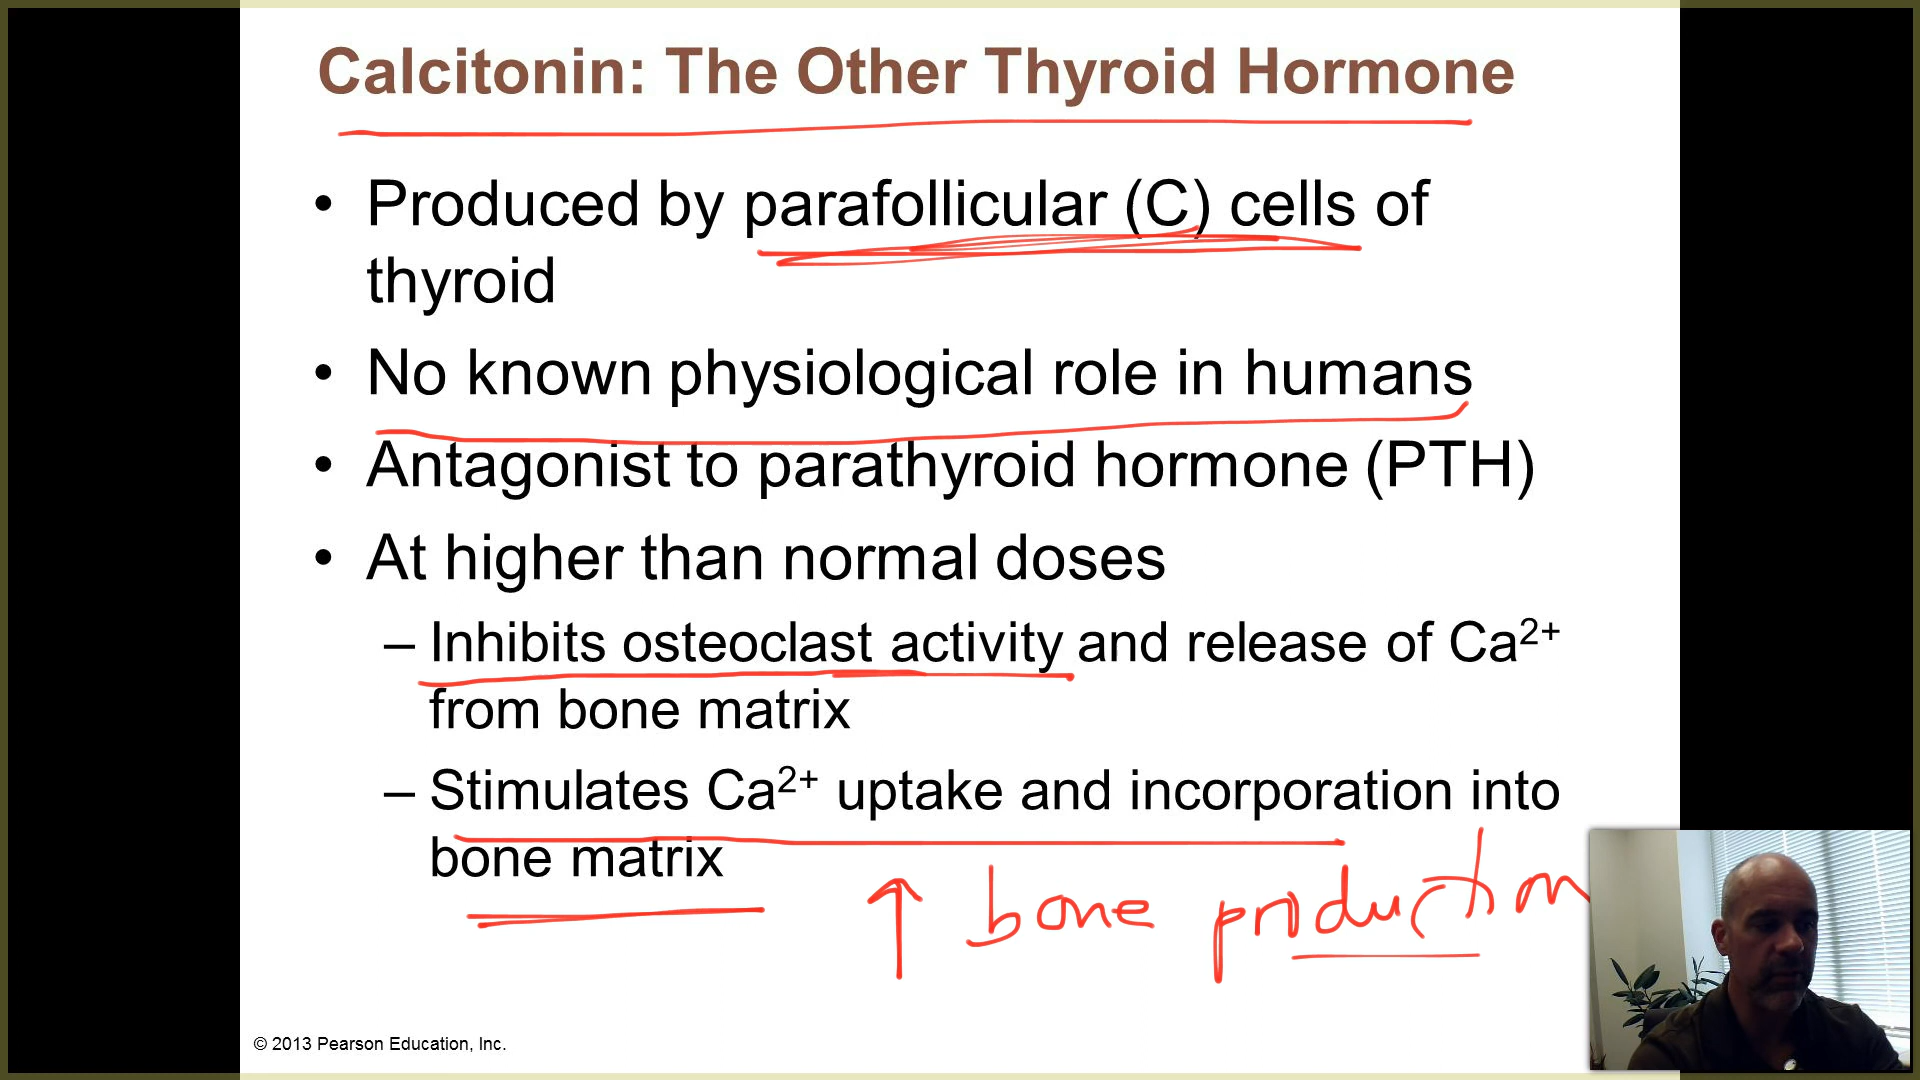 Calcitonin: The Other Thyroid Hormone
• Produced by parafollicular (C) cells of
thyroid
• No known physiological role in humans
• Antagonist to parathyroid hormone (PTH)
• At higher than normal doses
– Inhibits osteoclast activity and release of Ca²⁺
from bone matrix
– Stimulates Ca²⁺ uptake and incorporation into
bone matrix
↑ bone production
© 2013 Pearson Education, Inc.